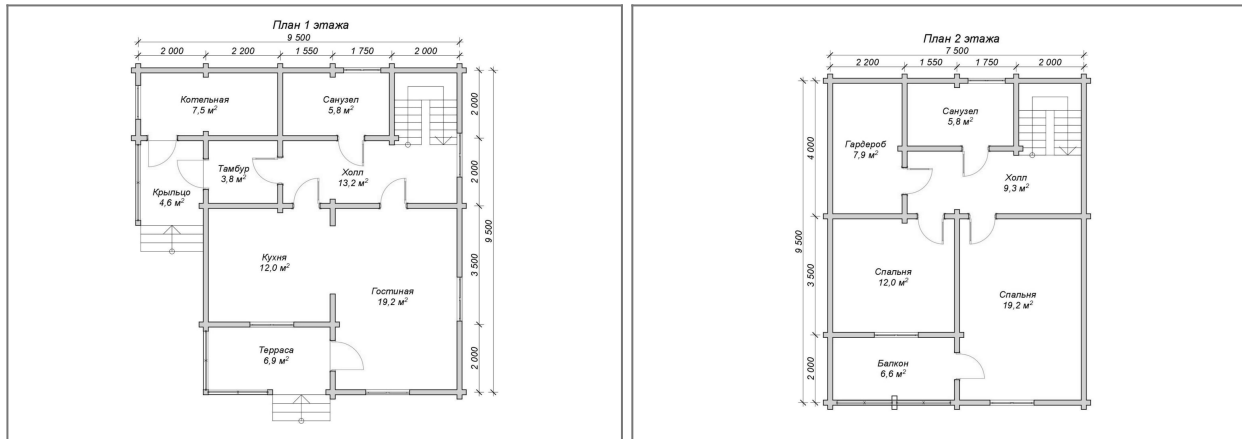 План 1 этажа
9 500
2 000 2 200 1 550 1 750 2 000
Котельная
7,5 м²
Санузел
5,8 м²
2 000
Тамбур
3,8 м²
Холл
13,2 м²
2 000
Крыльцо
4,6 м²
9 500
Кухня
12,0 м²
3 500
Гостиная
19,2 м²
Терраса
6,9 м²
2 000
План 2 этажа
7 500
2 200 1 550 1 750 2 000
Санузел
5,8 м²
4 000
Гардероб
7,9 м²
Холл
9,3 м²
9 500
3 500
Спальня
12,0 м²
Спальня
19,2 м²
2 000
Балкон
6,6 м²